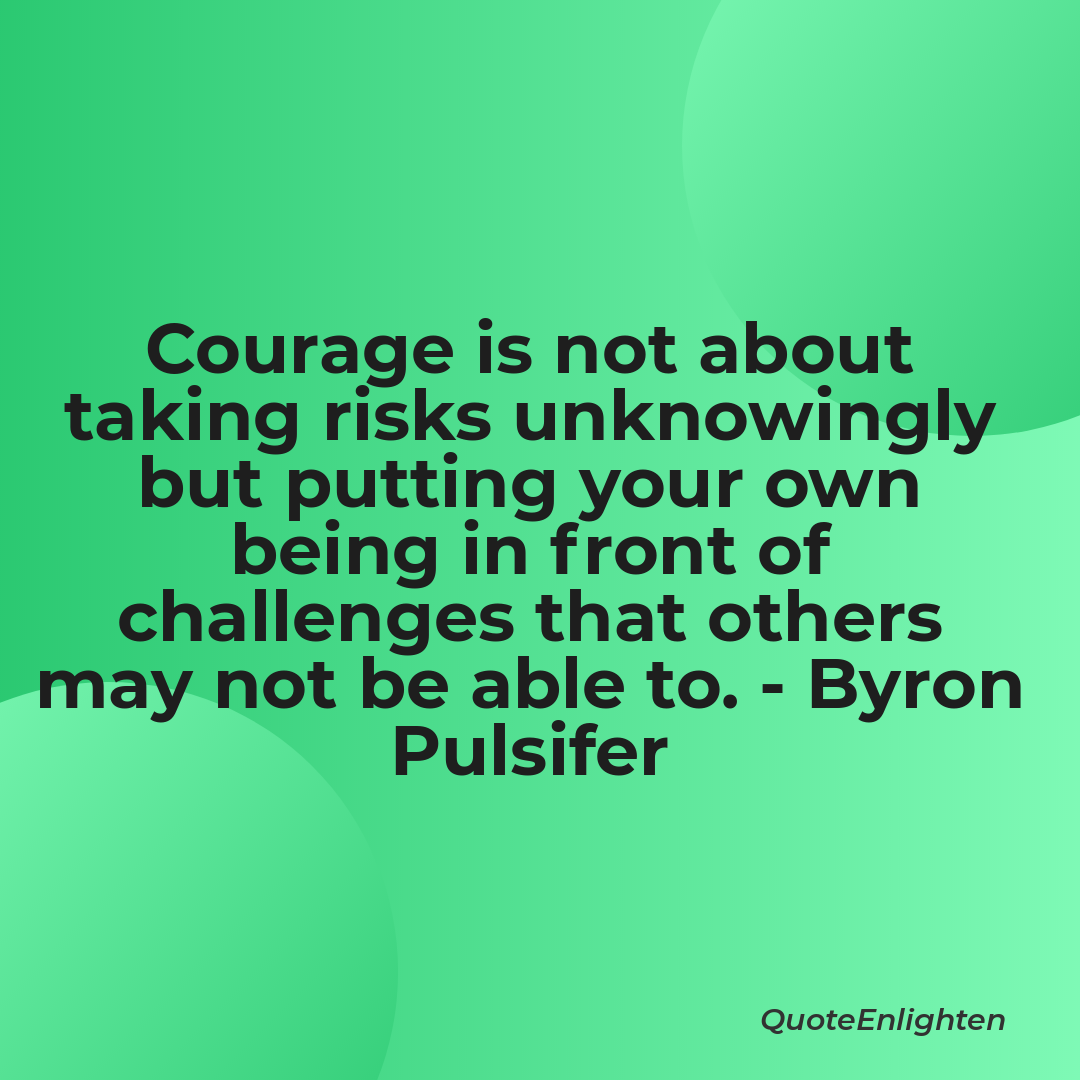 Courage is not about
taking risks unknowingly
but putting your own
being in front of
challenges that others
may not be able to. - Byron
Pulsifer
QuoteEnlighten